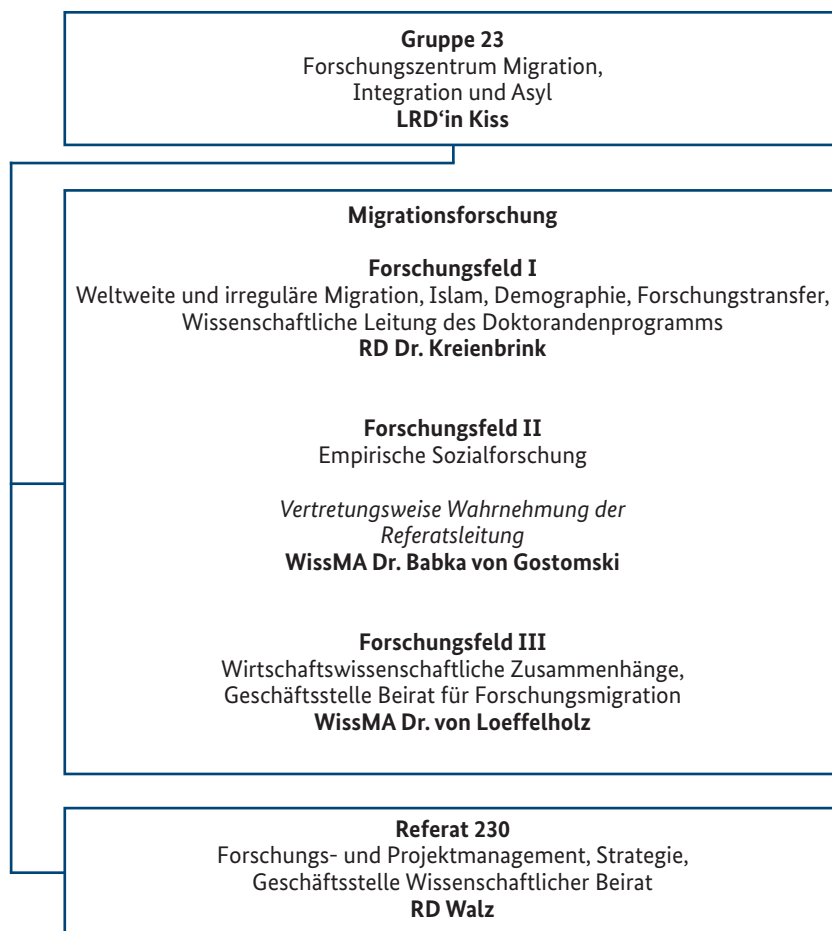 Gruppe 23
Forschungszentrum Migration,
Integration und Asyl
LRD‘in Kiss
Migrationsforschung
Forschungsfeld I
Weltweite und irreguläre Migration, Islam, Demographie, Forschungstransfer,
Wissenschaftliche Leitung des Doktorandenprogramms
RD Dr. Kreienbrink
Forschungsfeld II
Empirische Sozialforschung
Vertretungsweise Wahrnehmung der
Referatsleitung
WissMA Dr. Babka von Gostomski
Forschungsfeld III
Wirtschaftswissenschaftliche Zusammenhänge,
Geschäftsstelle Beirat für Forschungsmigration
WissMA Dr. von Loeffelholz
Referat 230
Forschungs- und Projektmanagement, Strategie,
Geschäftsstelle Wissenschaftlicher Beirat
RD Walz